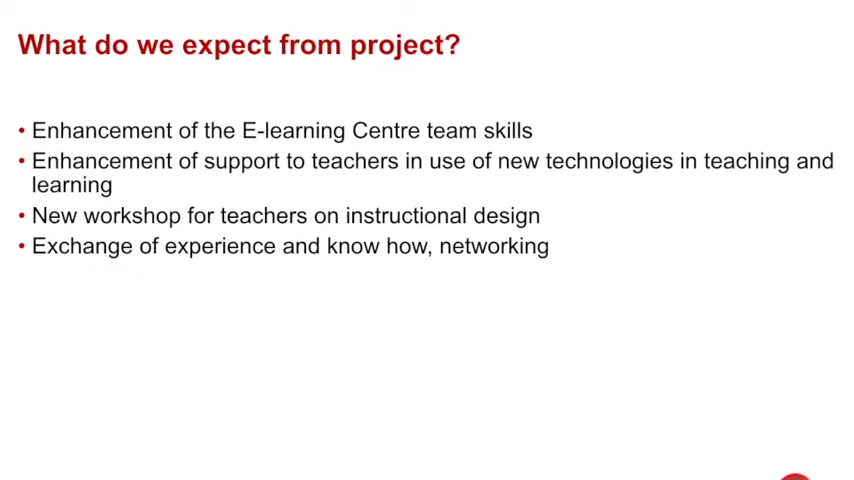 What do we expect from project?
• Enhancement of the E-learning Centre team skills
• Enhancement of support to teachers in use of new technologies in teaching and
learning
• New workshop for teachers on instructional design
• Exchange of experience and know how, networking